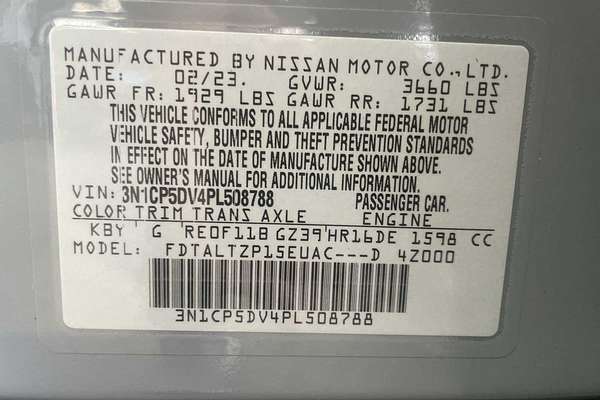 MANUFACTURED BY NISSAN MOTOR CO.,LTD.
DATE: 02/23. GVWR: 3660 LBS
GAWR FR: 1929 LBS GAWR RR: 1731 LBS
THIS VEHICLE CONFORMS TO ALL APPLICABLE FEDERAL MOTOR
VEHICLE SAFETY, BUMPER AND THEFT PREVENTION STANDARDS
IN EFFECT ON THE DATE OF MANUFACTURE SHOWN ABOVE.
SEE OWNER'S MANUAL FOR ADDITIONAL INFORMATION.
VIN: 3N1CP5DV4PL508788 PASSENGER CAR.
COLOR TRIM TRANS AXLE ENGINE
KBY G RE0F11B GZ39 HR16DE 1598 CC
MODEL: FDTALTZP15EUAC---D 4Z000
3N1CP5DV4PL508788